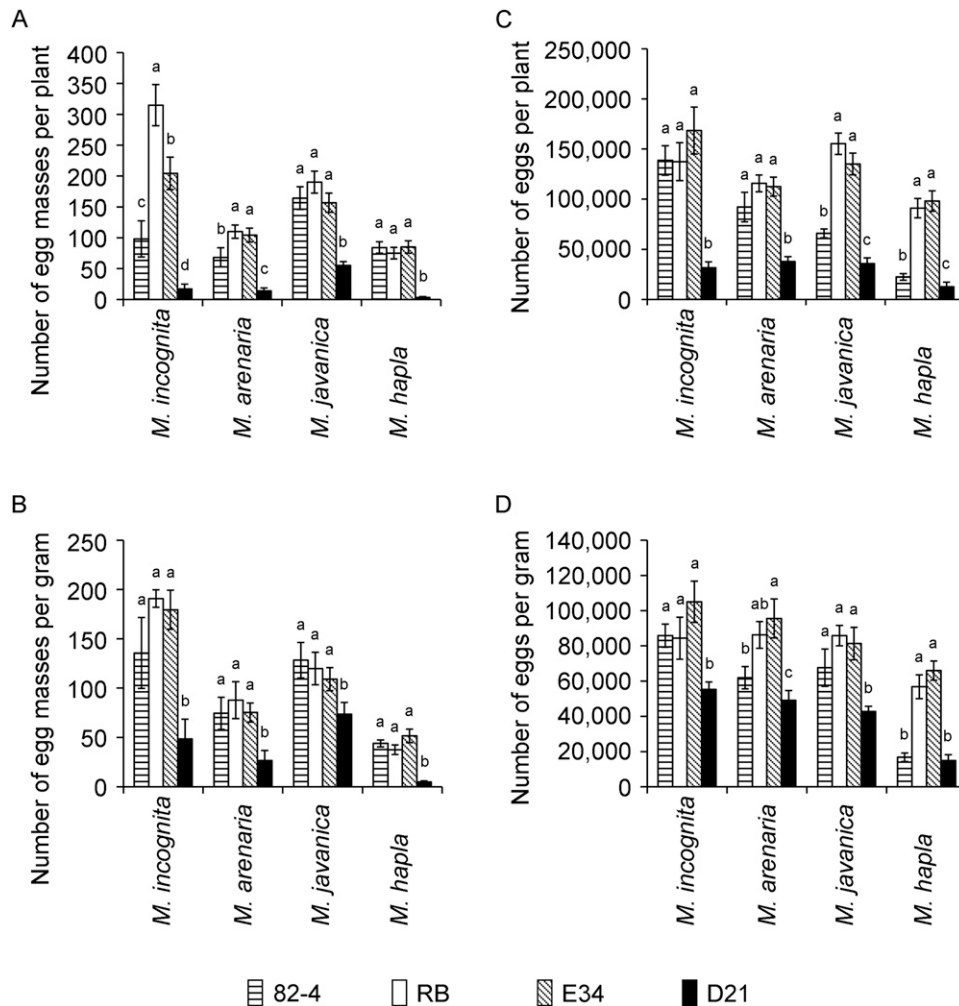 A
Number of egg masses per plant
400
350
300
250
200
150
100
50
0
a
b
c
d
a
a
b
c
a
a
a
b
a
a
a
b
M. incognita
M. arenaria
M. javanica
M. hapla
C
Number of eggs per plant
250,000
200,000
150,000
100,000
50,000
0
a
a a
b
a
a
a
b
a
a
b
c
a
a
b
c
M. incognita
M. arenaria
M. javanica
M. hapla
B
Number of egg masses per gram
250
200
150
100
50
0
a
a
a
b
a
a
a
b
a
a
a
b
a
a
a
b
M. incognita
M. arenaria
M. javanica
M. hapla
D
Number of eggs per gram
140,000
120,000
100,000
80,000
60,000
40,000
20,000
0
a
a
a
b
a
ab
b
c
a
a
a
b
a
a
b
b
M. incognita
M. arenaria
M. javanica
M. hapla
82-4 RB E34 D21